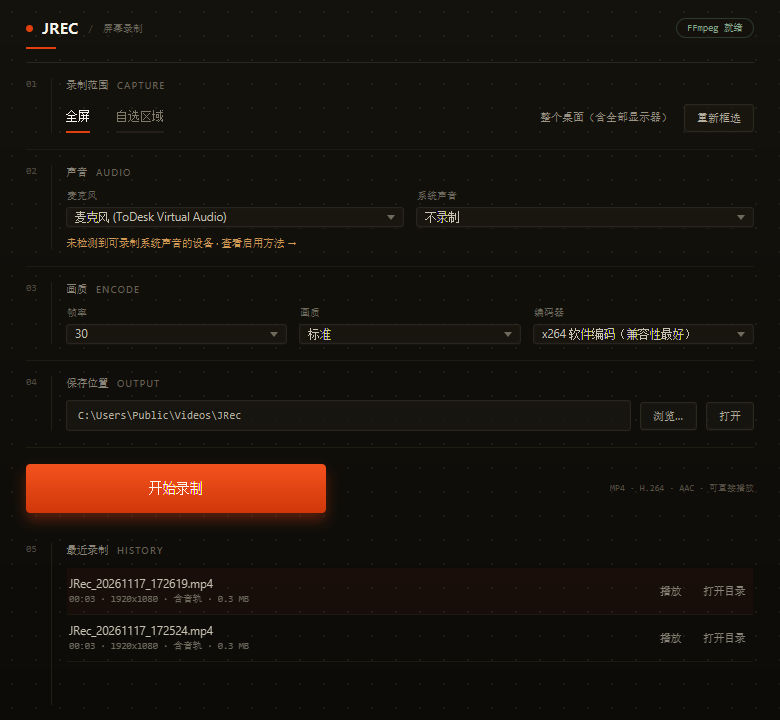 JREC / 屏幕录制 FFmpeg 就绪
01 录制范围 CAPTURE
全屏 自选区域 整个桌面（含全部显示器） 重新框选
02 声音 AUDIO
麦克风 系统声音
麦克风 (ToDesk Virtual Audio) 不录制
未检测到可录制系统声音的设备 · 查看启用方法 →
03 画质 ENCODE
帧率 画质 编码器
30 标准 x264 软件编码（兼容性最好）
04 保存位置 OUTPUT
C:\Users\Public\Videos\JRec 浏览... 打开
开始录制 MP4 · H.264 · AAC · 可直接播放
05 最近录制 HISTORY
JRec_20261117_172619.mp4
00:03 · 1920x1080 · 含音轨 · 0.3 MB 播放 打开目录
JRec_20261117_172524.mp4
00:03 · 1920x1080 · 含音轨 · 0.3 MB 播放 打开目录